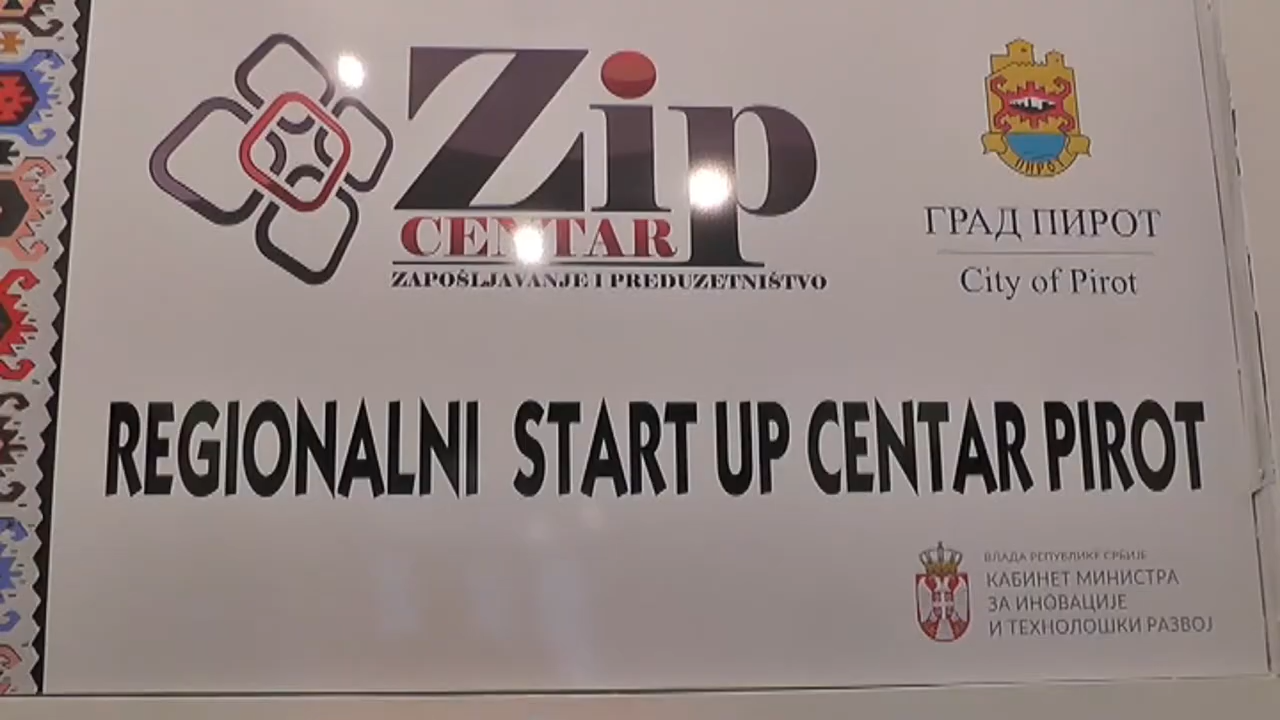 Zip
CENTAR
ZAPOŠLJAVANJE I PREDUZETNIŠTVO
ПИРОТ
ГРАД ПИРОТ
City of Pirot
REGIONALNI START UP CENTAR PIROT
ВЛАДА РЕПУБЛИКЕ СРБИЈЕ
КАБИНЕТ МИНИСТРА
ЗА ИНОВАЦИЈЕ
И ТЕХНОЛОШКИ РАЗВОЈ